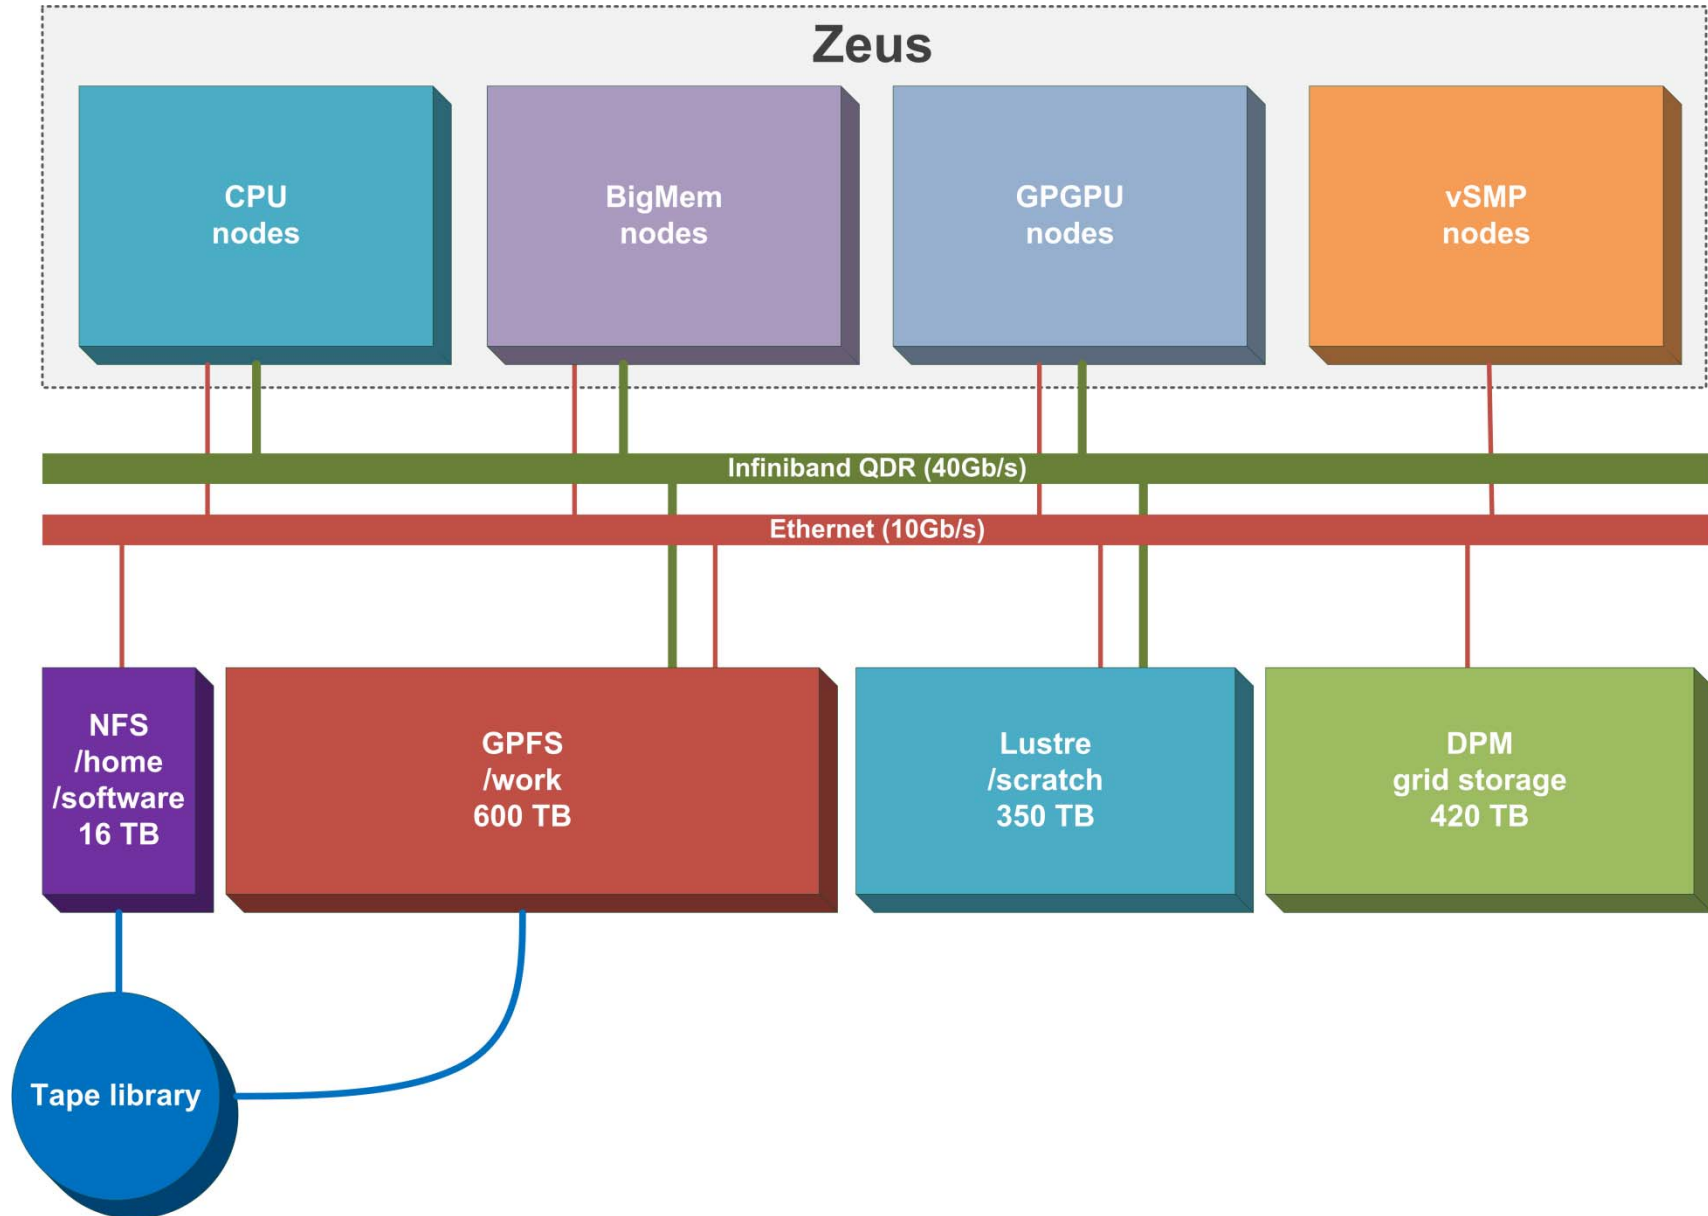 Zeus
CPU
nodes
BigMem
nodes
GPGPU
nodes
vSMP
nodes
Infiniband QDR (40Gb/s)
Ethernet (10Gb/s)
NFS
/home
/software
16 TB
GPFS
/work
600 TB
Lustre
/scratch
350 TB
DPM
grid storage
420 TB
Tape library